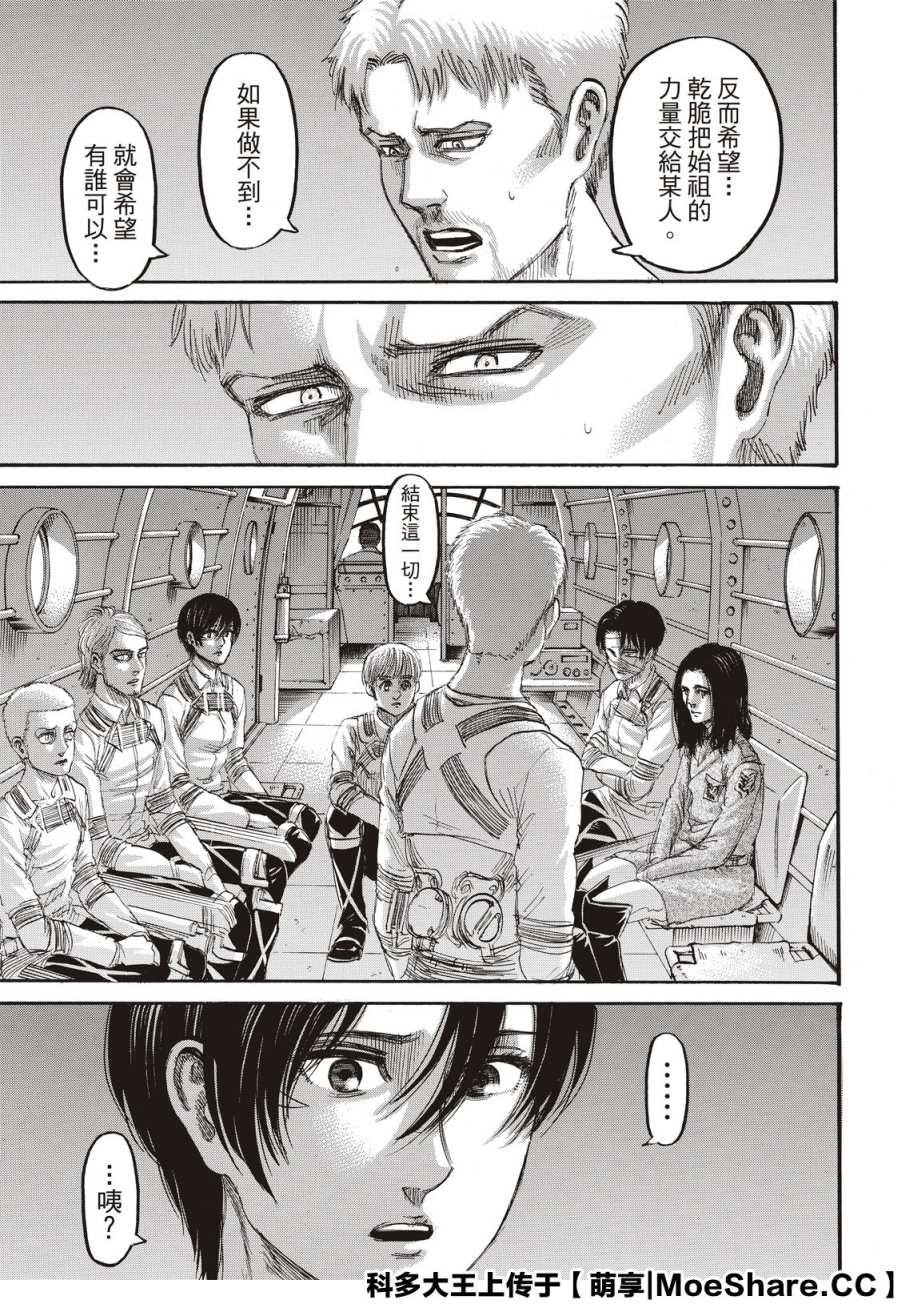 反而希望…
乾脆把始祖的
力量交給某人。
如果做不到…
就會希望
有誰可以…
結束這一切…
……
…咦?
科多大王上传于【萌享|MoeShare.CC】